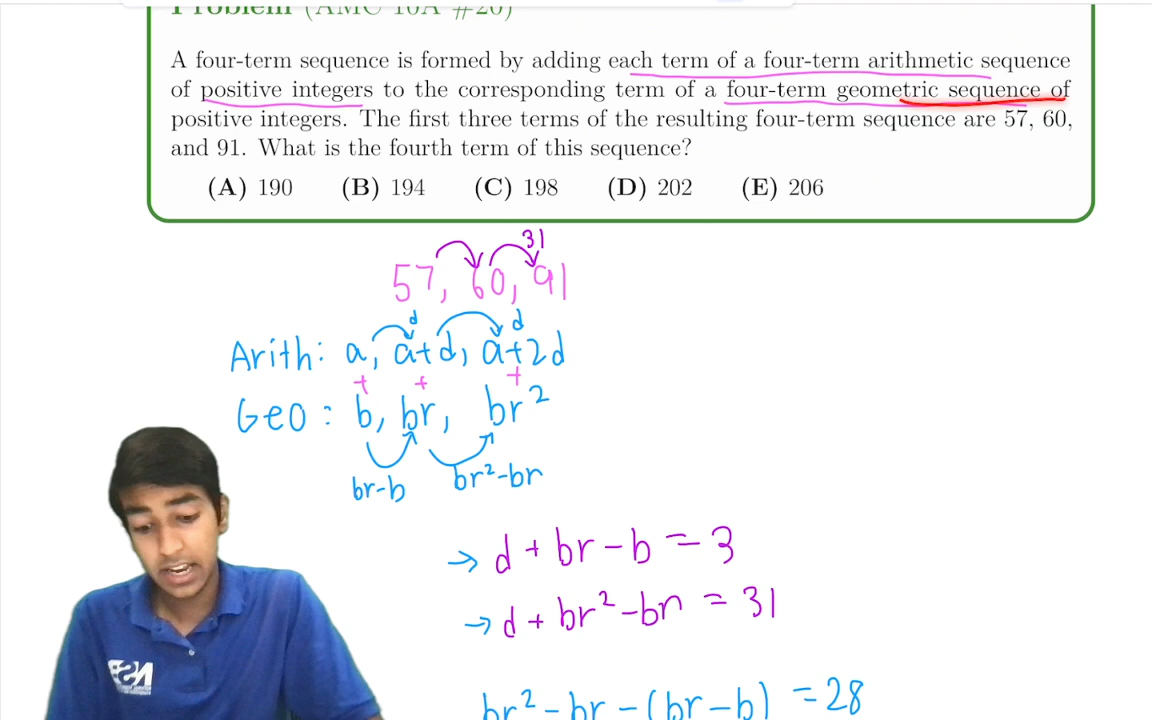 Problem (AMC 10A #20)
A four-term sequence is formed by adding each term of a four-term arithmetic sequence
of positive integers to the corresponding term of a four-term geometric sequence of
positive integers. The first three terms of the resulting four-term sequence are 57, 60,
and 91. What is the fourth term of this sequence?
(A) 190 (B) 194 (C) 198 (D) 202 (E) 206
31
57, 60, 91
d d
Arith: a, a+d, a+2d
+ + +
Geo: b, br, br²
br-b br²-br
→ d + br - b = 3
→ d + br² - br = 31
br² - br - (br - b) = 28